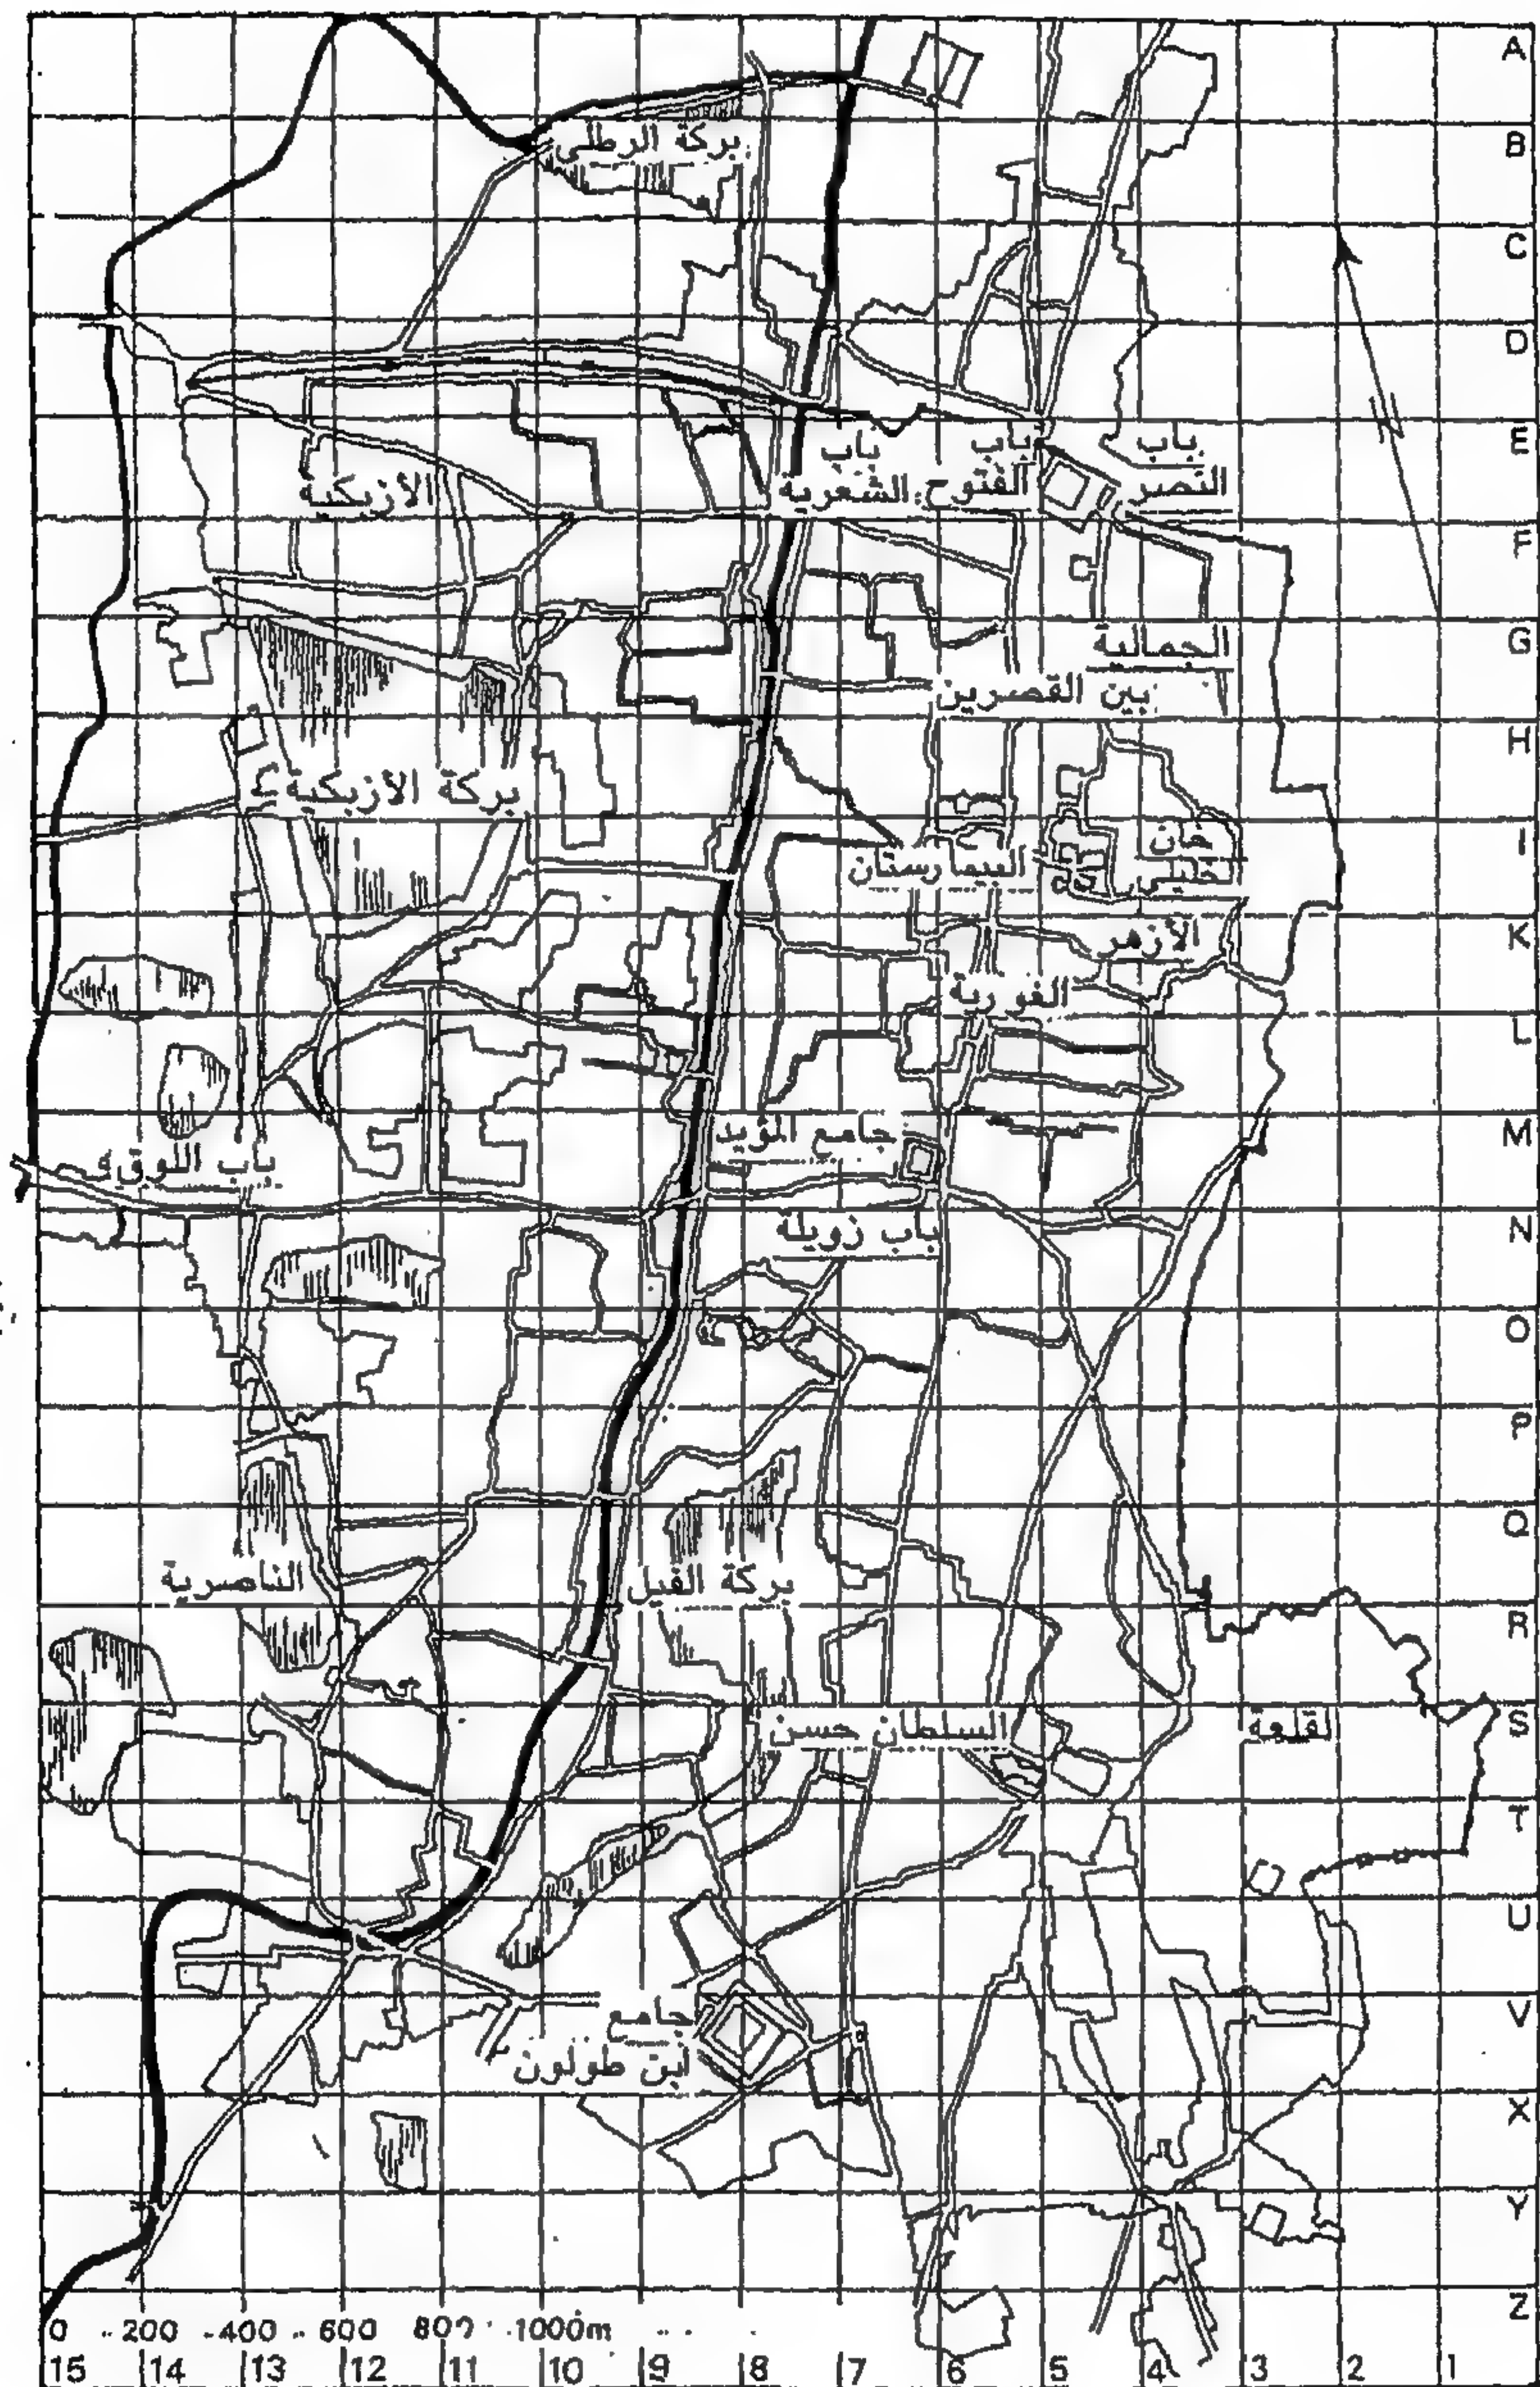 A
B
بركة الرطلى
C
D
E
باب الشعرية
باب الفتوح
باب النصر
الأزبكية
F
G
الجمالية
بين القصرين
H
بركة الأزبكية
I
خان
البيمارستان
K
الأزهر
الغورية
L
M
جامع المؤيد
باب اللوق
N
باب زويلة
O
P
Q
بركة الفيل
الناصرية
R
S
السلطان حسن
لقلعة
T
U
V
جامع
ابن طولون
X
Y
Z
0 200 400 600 800 1000m
15 14 13 12 11 10 9 8 7 6 5 4 3 2 1